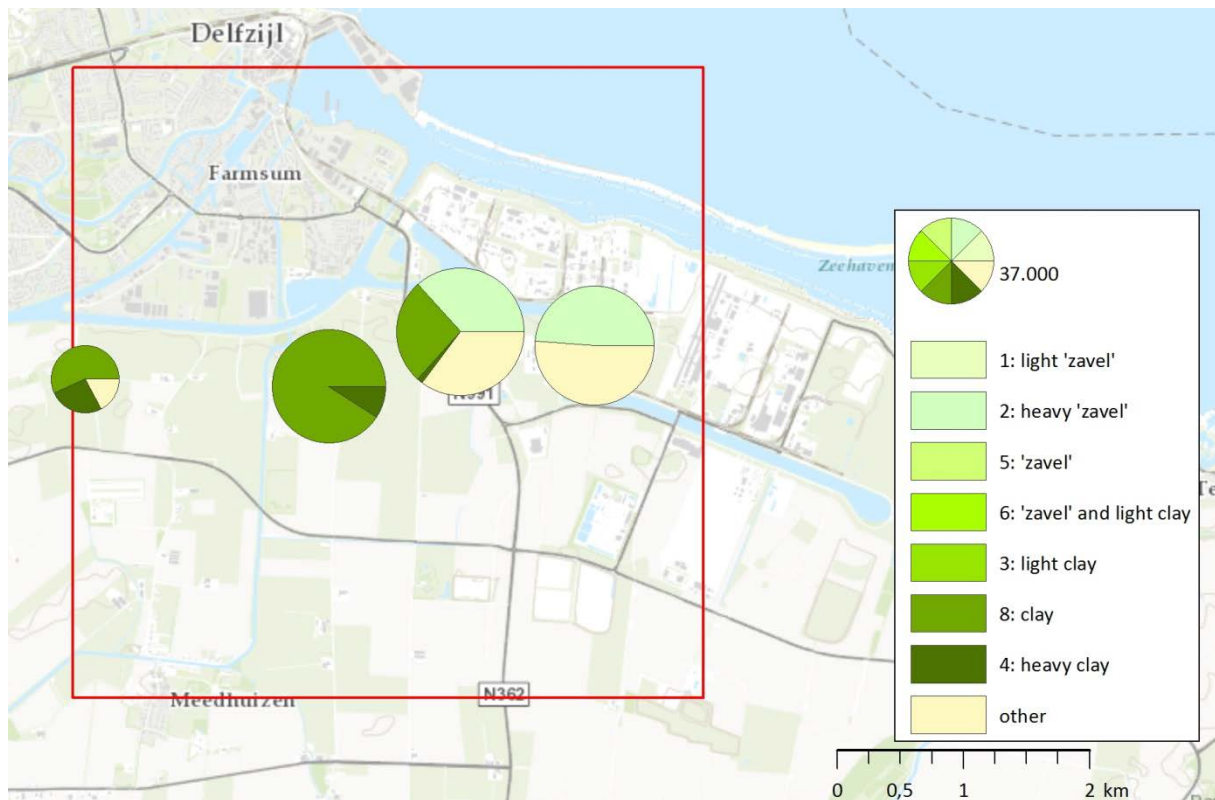 Delfzijl
Farmsum
Zeehaven
N991
N362
Meedhuizen
37.000
1: light 'zavel'
2: heavy 'zavel'
5: 'zavel'
6: 'zavel' and light clay
3: light clay
8: clay
4: heavy clay
other
Te
0 0,5 1 2 km